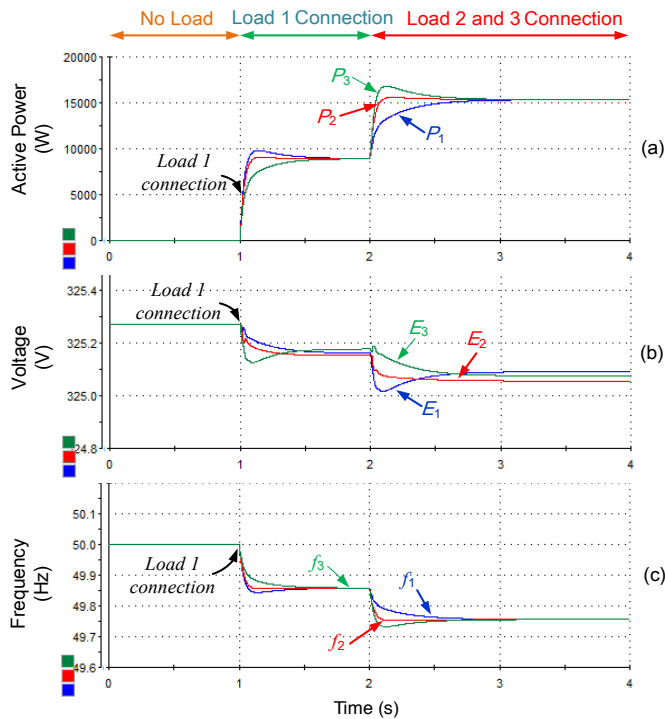 No Load
Load 1 Connection
Load 2 and 3 Connection
Active Power
(W)
20000
15000
10000
5000
0
0
1
2
3
4
Load 1
connection
P3
P2
P1
(a)
Voltage
(V)
325.4
325.2
325.0
24.8
0
1
2
3
4
Load 1
connection
E3
E2
E1
(b)
Frequency
(Hz)
50.1
50.0
49.9
49.8
49.7
49.6
0
1
2
3
4
Load 1
connection
f3
f1
f2
(c)
Time (s)